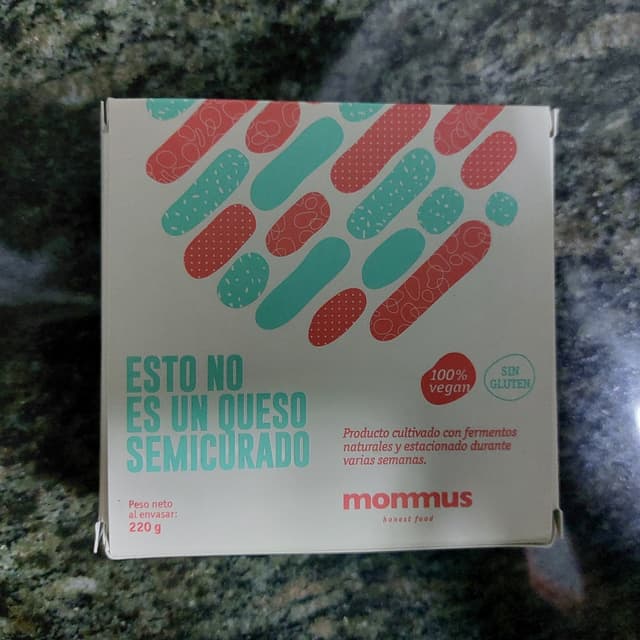 ESTO NO
ES UN QUESO
SEMICURADO
100%
vegan
SIN
GLUTEN
Producto cultivado con fermentos
naturales y estacionado durante
varias semanas.
Peso neto
al envasar:
220 g
mommus
honest food